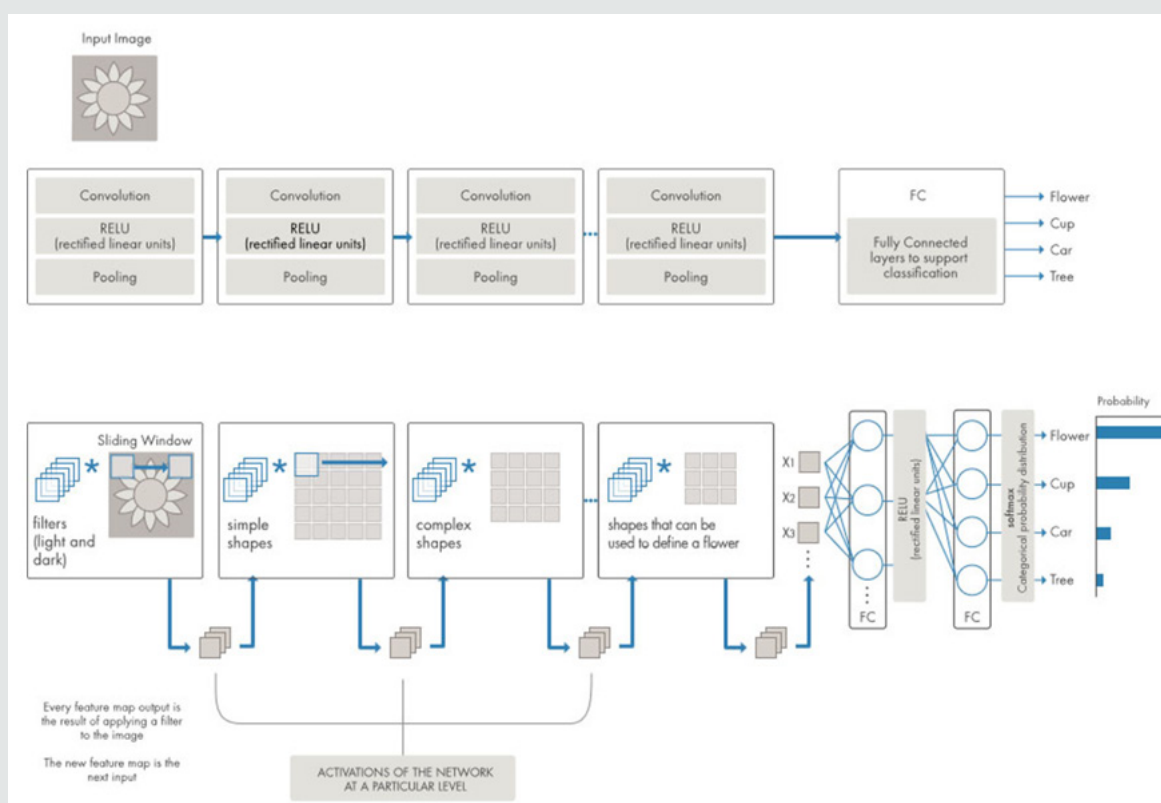 Input Image
Convolution
RELU
(rectified linear units)
Pooling
Convolution
RELU
(rectified linear units)
Pooling
Convolution
RELU
(rectified linear units)
Pooling
Convolution
RELU
(rectified linear units)
Pooling
FC
Fully Connected
layers to support
classification
Flower
Cup
Car
Tree
Sliding Window
*
filters
(light and
dark)
*
simple
shapes
*
complex
shapes
*
shapes that can be
used to define a flower
X1
X2
X3
FC
RELU
(rectified linear units)
FC
softmax
Categorical probability distribution
Probability
Flower
Cup
Car
Tree
Every feature map output is
the result of applying a filter
to the image
The new feature map is the
next input
ACTIVATIONS OF THE NETWORK
AT A PARTICULAR LEVEL